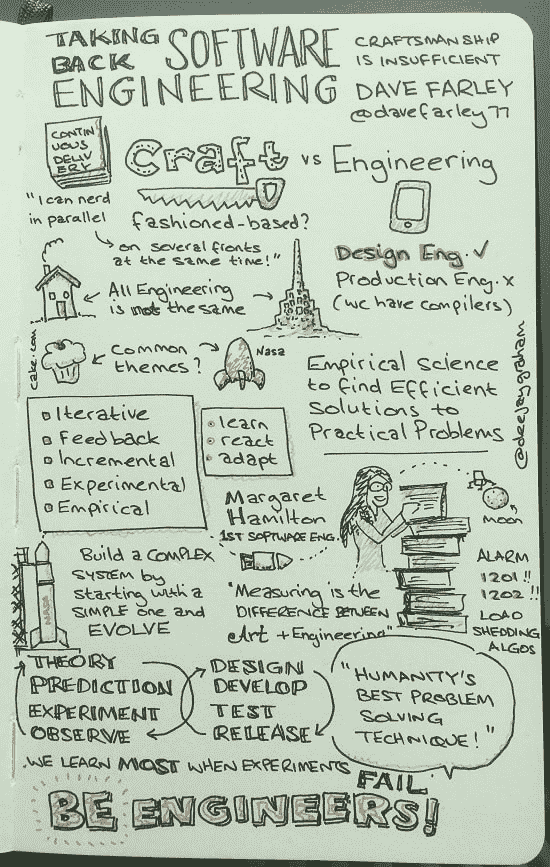 TAKING
BACK
SOFTWARE
ENGINEERING
CRAFTSMANSHIP
IS INSUFFICIENT
DAVE FARLEY
@davefarley77
CONTIN
UOUS
DELIV
ERY
Craft vs Engineering
"I can nerd
in parallel
on several fronts
at the same time!"
fashioned-based?
Design Eng. ✓
Production Eng. x
(we have compilers)
All Engineering
is not the same
cake.com
common
themes?
Nasa
Empirical Science
to find Efficient
Solutions to
Practical Problems
@deejaygraham
Iterative
Feedback
Incremental
Experimental
Empirical
learn
react
adapt
Margaret
Hamilton
1ST SOFTWARE ENG.
moon
ALARM
1201!!
1202!!
LOAD
SHEDDING
ALGOS
NASA
Build a COMPLEX
SYSTEM by
starting with a
SIMPLE one and
EVOLVE
"Measuring is the
DIFFERENCE BETWEEN
Art + Engineering"
THEORY
PREDICTION
EXPERIMENT
OBSERVE
DESIGN
DEVELOP
TEST
RELEASE
"HUMANITY'S
BEST PROBLEM
SOLVING
TECHNIQUE!"
WE LEARN MOST WHEN EXPERIMENTS FAIL.
BE ENGINEERS!